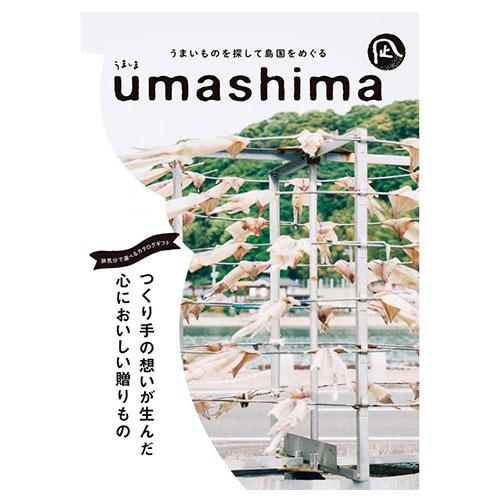 うまいものを探して島国をめぐる
凪
うましま
umashima
旅気分で選べるカタログギフト
つくり手の想いが生んだ
心においしい贈りもの